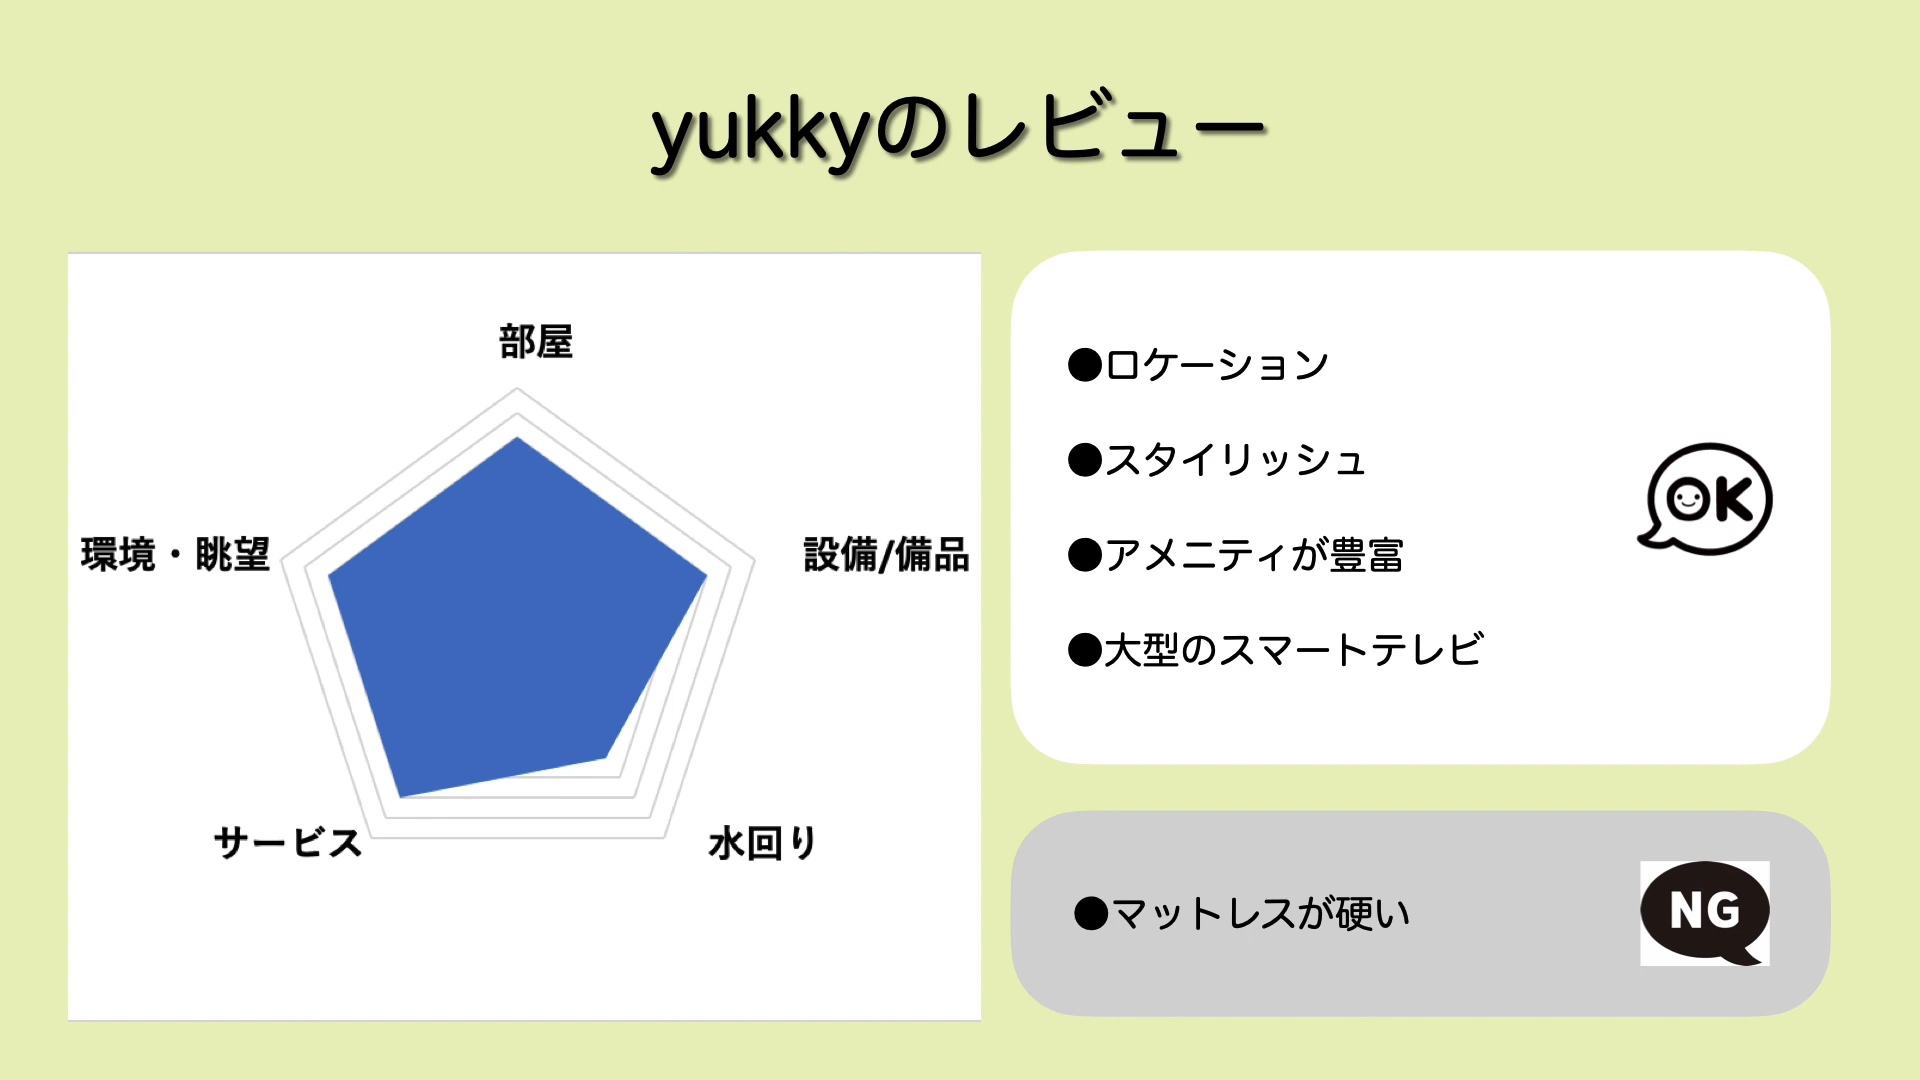 yukkyのレビュー
部屋
環境・眺望
設備/備品
サービス
水回り
●ロケーション
●スタイリッシュ
●アメニティが豊富
●大型のスマートテレビ
OK
●マットレスが硬い
NG